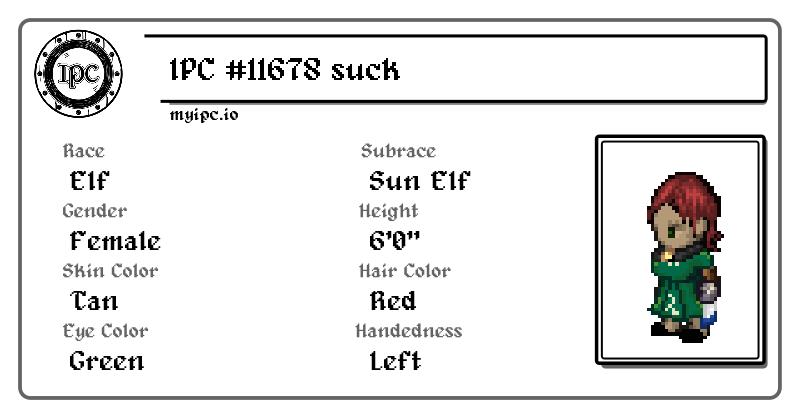 IPC
IPC #11678 suck
myipc.io
Race
Elf
Subrace
Sun Elf
Gender
Female
Height
6'0"
Skin Color
Tan
Hair Color
Red
Eye Color
Green
Handedness
Left